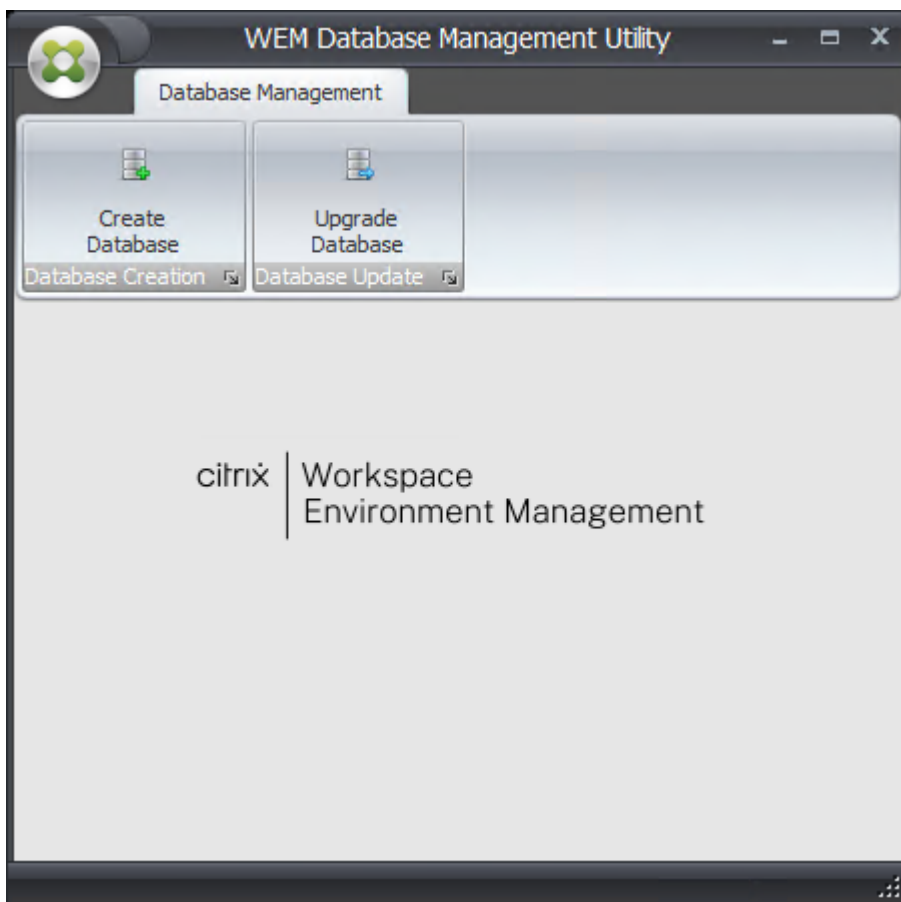 WEM Database Management Utility
Database Management
Create
Database
Upgrade
Database
Database Creation
Database Update
citrix
Workspace
Environment Management